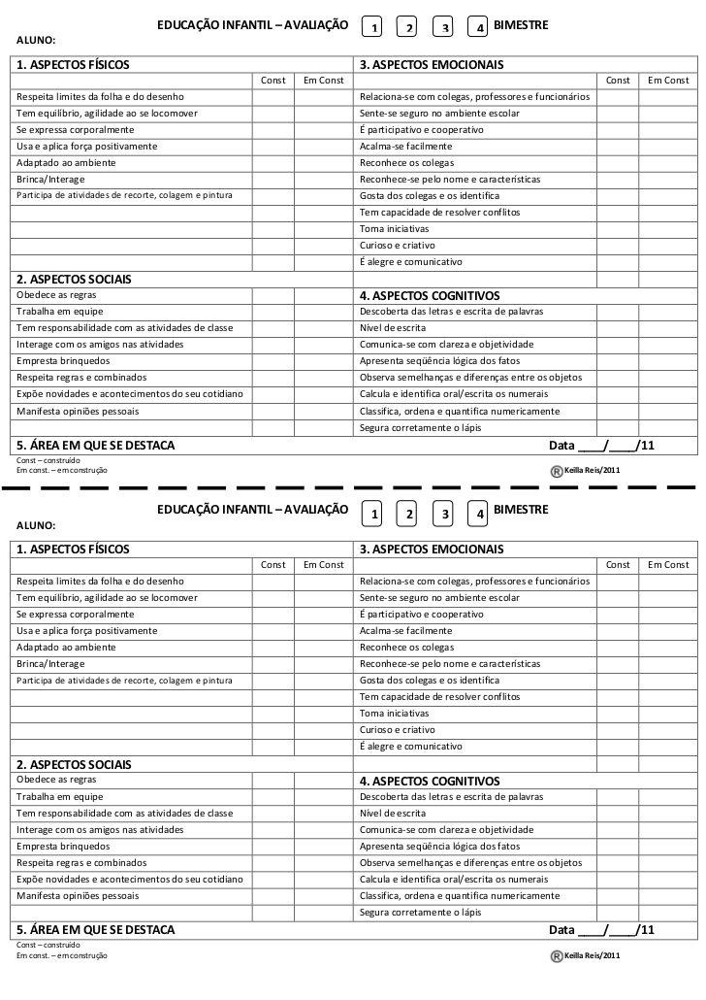 EDUCAÇÃO INFANTIL – AVALIAÇÃO 1 2 3 4 BIMESTRE
ALUNO:
1. ASPECTOS FÍSICOS 3. ASPECTOS EMOCIONAIS
Const Em Const Const Em Const
Respeita limites da folha e do desenho Relaciona-se com colegas, professores e funcionários
Tem equilíbrio, agilidade ao se locomover Sente-se seguro no ambiente escolar
Se expressa corporalmente É participativo e cooperativo
Usa e aplica força positivamente Acalma-se facilmente
Adaptado ao ambiente Reconhece os colegas
Brinca/Interage Reconhece-se pelo nome e características
Participa de atividades de recorte, colagem e pintura Gosta dos colegas e os identifica
Tem capacidade de resolver conflitos
Toma iniciativas
Curioso e criativo
É alegre e comunicativo
2. ASPECTOS SOCIAIS
Obedece as regras 4. ASPECTOS COGNITIVOS
Trabalha em equipe Descoberta das letras e escrita de palavras
Tem responsabilidade com as atividades de classe Nível de escrita
Interage com os amigos nas atividades Comunica-se com clareza e objetividade
Empresta brinquedos Apresenta seqüência lógica dos fatos
Respeita regras e combinados Observa semelhanças e diferenças entre os objetos
Expõe novidades e acontecimentos do seu cotidiano Calcula e identifica oral/escrita os numerais
Manifesta opiniões pessoais Classifica, ordena e quantifica numericamente
Segura corretamente o lápis
5. ÁREA EM QUE SE DESTACA Data ____/____/11
Const – construído
Em const. – em construção ®Keilla Reis/2011
EDUCAÇÃO INFANTIL – AVALIAÇÃO 1 2 3 4 BIMESTRE
ALUNO:
1. ASPECTOS FÍSICOS 3. ASPECTOS EMOCIONAIS
Const Em Const Const Em Const
Respeita limites da folha e do desenho Relaciona-se com colegas, professores e funcionários
Tem equilíbrio, agilidade ao se locomover Sente-se seguro no ambiente escolar
Se expressa corporalmente É participativo e cooperativo
Usa e aplica força positivamente Acalma-se facilmente
Adaptado ao ambiente Reconhece os colegas
Brinca/Interage Reconhece-se pelo nome e características
Participa de atividades de recorte, colagem e pintura Gosta dos colegas e os identifica
Tem capacidade de resolver conflitos
Toma iniciativas
Curioso e criativo
É alegre e comunicativo
2. ASPECTOS SOCIAIS
Obedece as regras 4. ASPECTOS COGNITIVOS
Trabalha em equipe Descoberta das letras e escrita de palavras
Tem responsabilidade com as atividades de classe Nível de escrita
Interage com os amigos nas atividades Comunica-se com clareza e objetividade
Empresta brinquedos Apresenta seqüência lógica dos fatos
Respeita regras e combinados Observa semelhanças e diferenças entre os objetos
Expõe novidades e acontecimentos do seu cotidiano Calcula e identifica oral/escrita os numerais
Manifesta opiniões pessoais Classifica, ordena e quantifica numericamente
Segura corretamente o lápis
5. ÁREA EM QUE SE DESTACA Data ____/____/11
Const – construído
Em const. – em construção ®Keilla Reis/2011